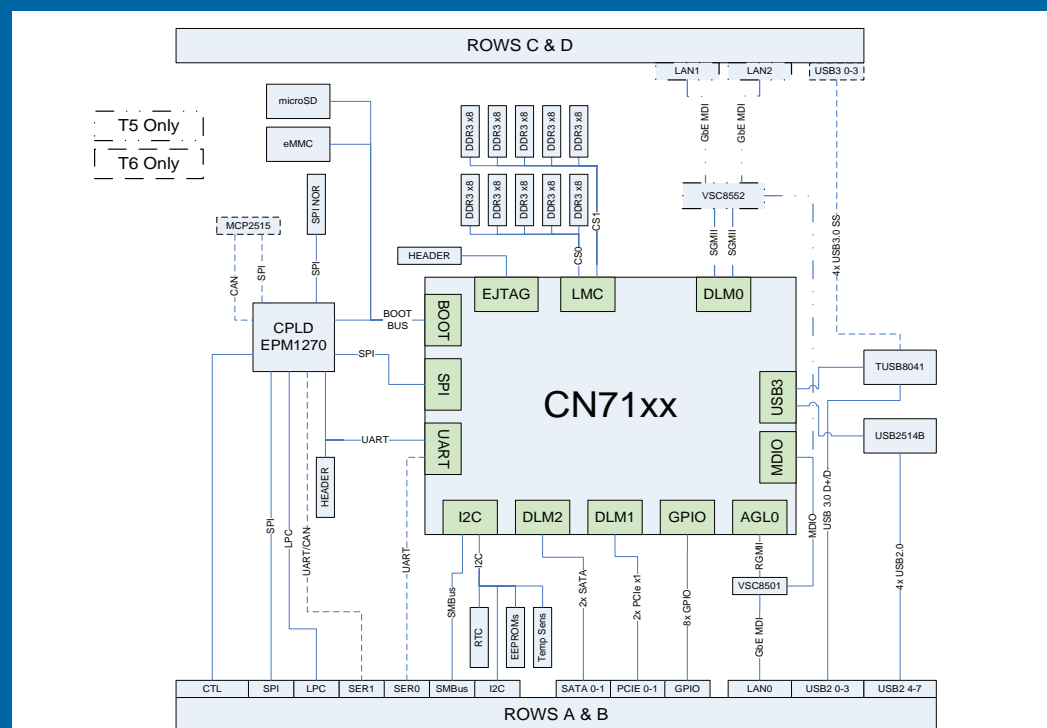 ROWS C & D
LAN1
LAN2
USB3 0-3
microSD
eMMC
T5 Only
T6 Only
DDR3 x8
DDR3 x8
DDR3 x8
DDR3 x8
DDR3 x8
DDR3 x8
DDR3 x8
DDR3 x8
DDR3 x8
DDR3 x8
GbE MDI
GbE MDI
SPI NOR
MCP2515
VSC8552
CS0
CS1
SGMII
SGMII
4x USB3.0 SS
HEADER
CAN
SPI
SPI
EJTAG
LMC
DLM0
CPLD
EPM1270
BOOT
BUS
BOOT
SPI
SPI
CN71xx
USB3
TUSB8041
USB2514B
UART
UART
MDIO
HEADER
I2C
DLM2
DLM1
GPIO
AGL0
SPI
LPC
UART/CAN
UART
SMBus
I2C
2x SATA
2x PCIe x1
8x GPIO
RGMII
MDIO
USB 3.0 D+/D-
4x USB2.0
VSC8501
RTC
EEPROMs
Temp Sens
GbE MDI
CTL
SPI
LPC
SER1
SER0
SMBus
I2C
SATA 0-1
PCIE 0-1
GPIO
LAN0
USB2 0-3
USB2 4-7
ROWS A & B